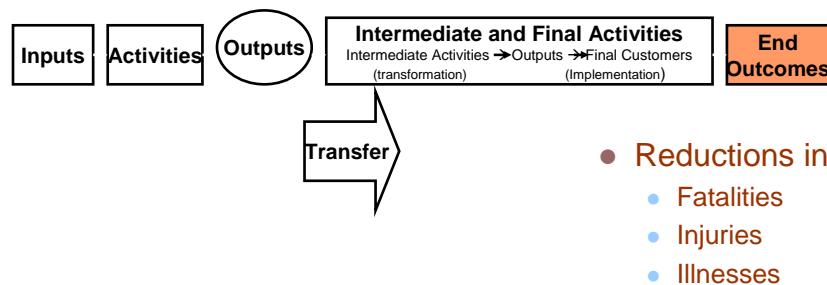 Inputs
Activities
Outputs
Intermediate and Final Activities
Intermediate Activities → Outputs → Final Customers
(transformation) (Implementation)
End
Outcomes
Transfer
• Reductions in
• Fatalities
• Injuries
• Illnesses